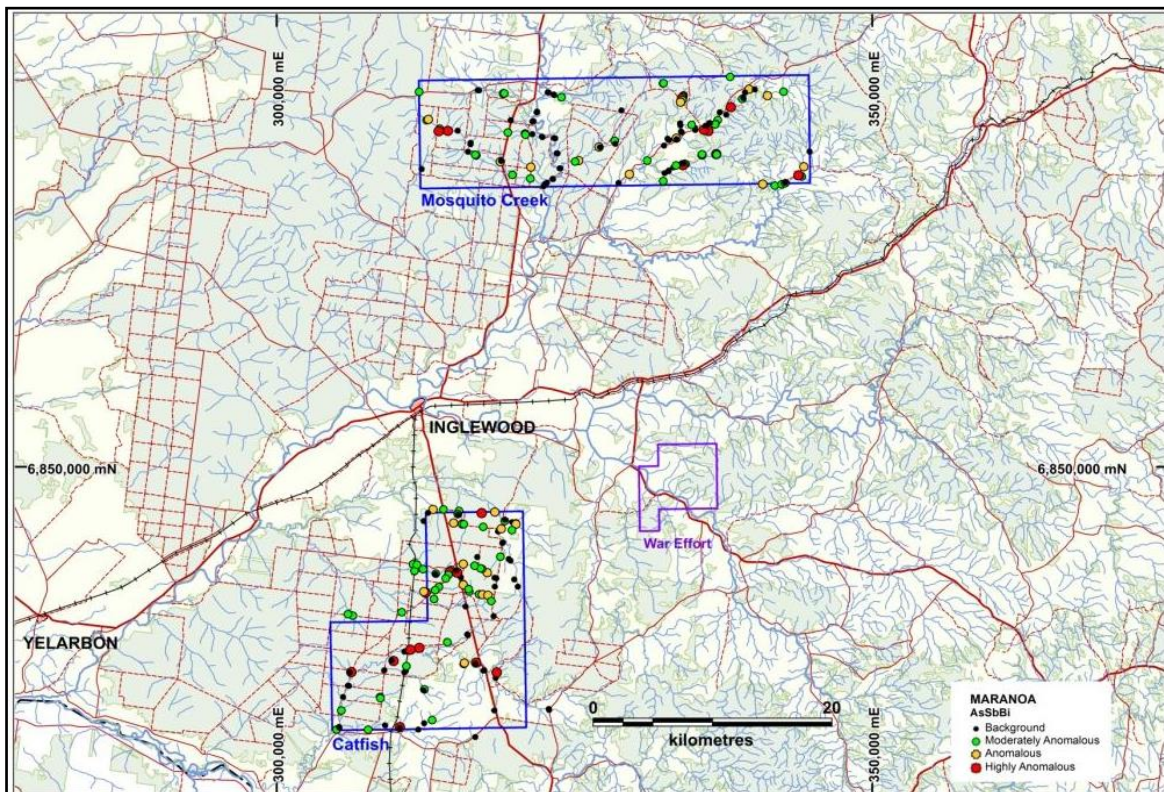 300,000 mE
350,000 mE
Mosquito Creek
INGLEWOOD
6,850,000 mN
6,850,000 mN
War Effort
YELARBON
Catfish
300,000 mE
350,000 mE
0
20
kilometres
MARANOA
AsSbBi
Background
Moderately Anomalous
Anomalous
Highly Anomalous